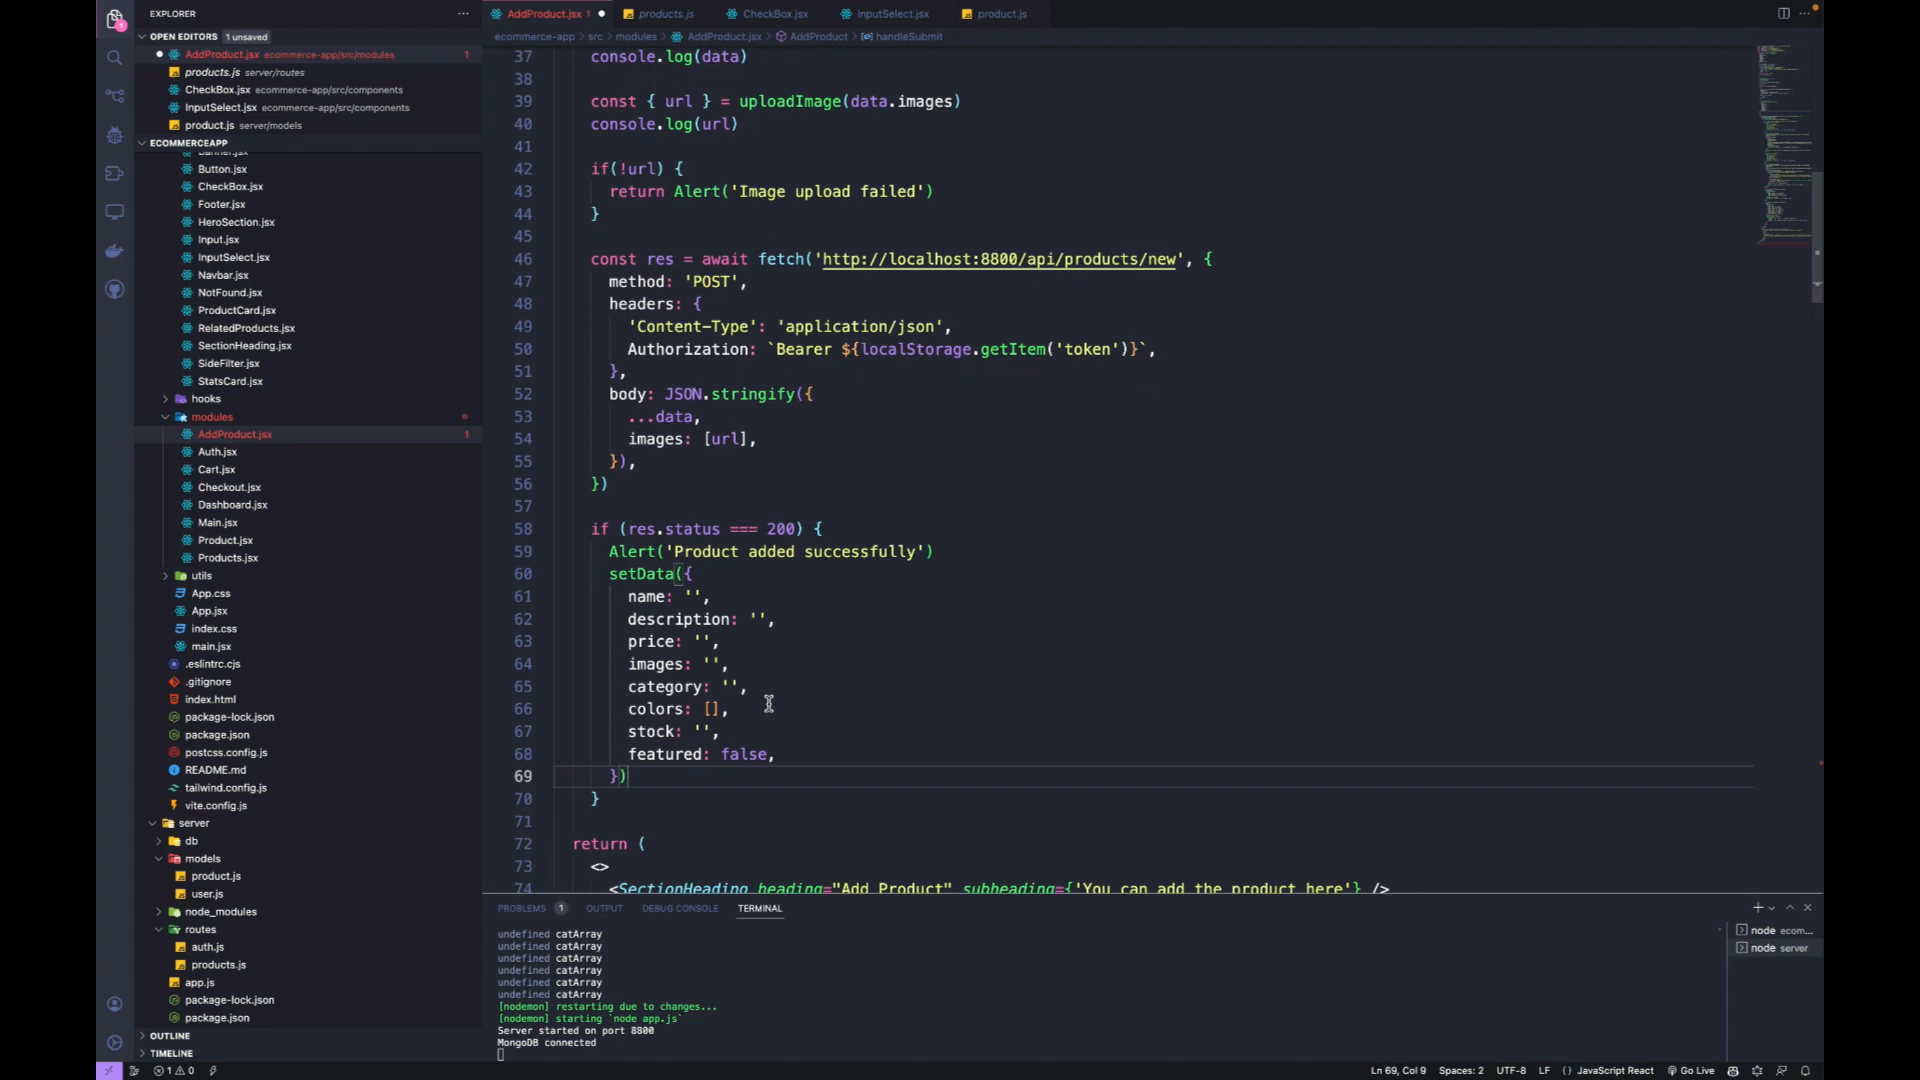 EXPLORER
OPEN EDITORS 1 unsaved
AddProduct.jsx ecommerce-app/src/modules 1
products.js server/routes
CheckBox.jsx ecommerce-app/src/components
InputSelect.jsx ecommerce-app/src/components
product.js server/models
ECOMMERCEAPP
Banner.jsx
Button.jsx
CheckBox.jsx
Footer.jsx
HeroSection.jsx
Input.jsx
InputSelect.jsx
Navbar.jsx
NotFound.jsx
ProductCard.jsx
RelatedProducts.jsx
SectionHeading.jsx
SideFilter.jsx
StatsCard.jsx
hooks
modules
AddProduct.jsx 1
Auth.jsx
Cart.jsx
Checkout.jsx
Dashboard.jsx
Main.jsx
Product.jsx
Products.jsx
utils
App.css
App.jsx
index.css
main.jsx
.eslintrc.cjs
.gitignore
index.html
package-lock.json
package.json
postcss.config.js
README.md
tailwind.config.js
vite.config.js
server
db
models
product.js
user.js
node_modules
routes
auth.js
products.js
app.js
package-lock.json
package.json
OUTLINE
TIMELINE
AddProduct.jsx 1 products.js CheckBox.jsx InputSelect.jsx product.js
ecommerce-app > src > modules > AddProduct.jsx > AddProduct > handleSubmit
37 console.log(data)
38
39 const { url } = uploadImage(data.images)
40 console.log(url)
41
42 if(!url) {
43 return Alert('Image upload failed')
44 }
45
46 const res = await fetch('http://localhost:8800/api/products/new', {
47 method: 'POST',
48 headers: {
49 'Content-Type': 'application/json',
50 Authorization: `Bearer ${localStorage.getItem('token')}`,
51 },
52 body: JSON.stringify({
53 ...data,
54 images: [url],
55 }),
56 })
57
58 if (res.status === 200) {
59 Alert('Product added successfully')
60 setData({
61 name: '',
62 description: '',
63 price: '',
64 images: '',
65 category: '',
66 colors: [],
67 stock: '',
68 featured: false,
69 })
70 }
71
72 return (
73 <>
74 <SectionHeading heading="Add Product" subheading={'You can add the product here'} />
PROBLEMS 1 OUTPUT DEBUG CONSOLE TERMINAL
undefined catArray
undefined catArray
undefined catArray
undefined catArray
undefined catArray
undefined catArray
[nodemon] restarting due to changes...
[nodemon] starting `node app.js`
Server started on port 8800
MongoDB connected
node ecom...
node server
1 0
Ln 69, Col 9 Spaces: 2 UTF-8 LF {} JavaScript React Go Live